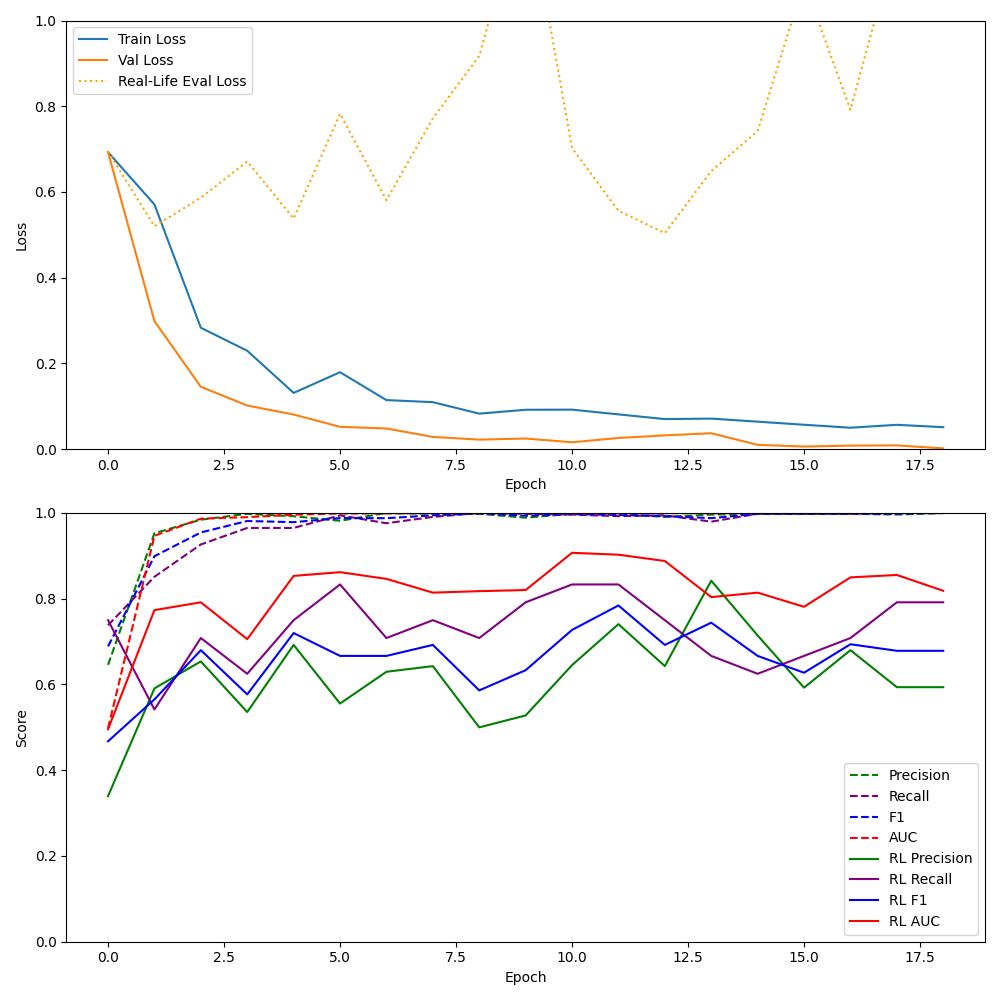 1.0
0.8
0.6
0.4
0.2
0.0
Loss
Train Loss
Val Loss
Real-Life Eval Loss
0.0 2.5 5.0 7.5 10.0 12.5 15.0 17.5
Epoch
1.0
0.8
0.6
0.4
0.2
0.0
Score
Precision
Recall
F1
AUC
RL Precision
RL Recall
RL F1
RL AUC
0.0 2.5 5.0 7.5 10.0 12.5 15.0 17.5
Epoch